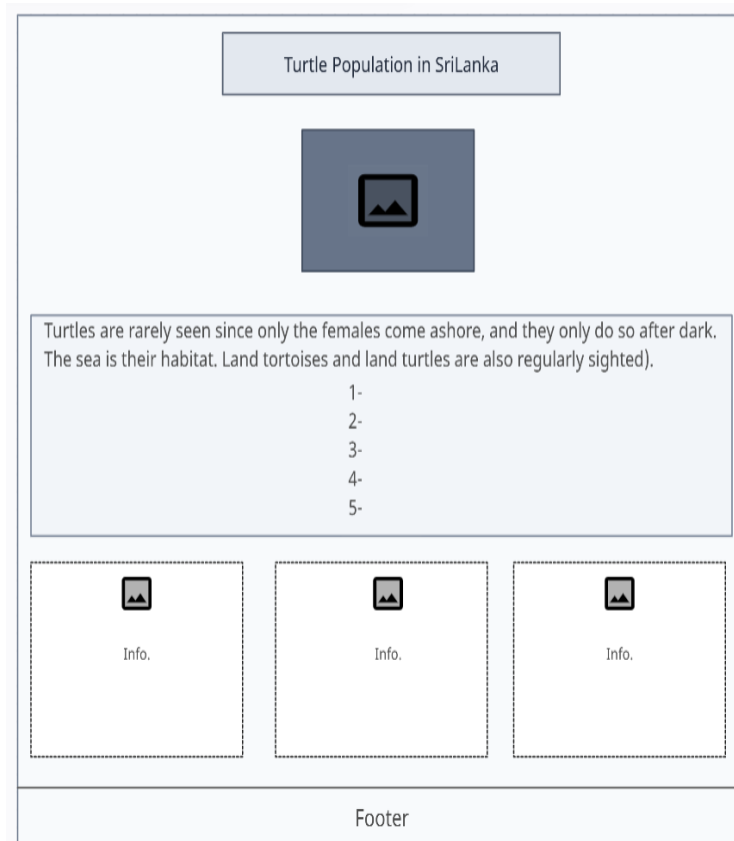 Turtle Population in SriLanka
Turtles are rarely seen since only the females come ashore, and they only do so after dark.
The sea is their habitat. Land tortoises and land turtles are also regularly sighted).
1-
2-
3-
4-
5-
Info.
Info.
Info.
Footer